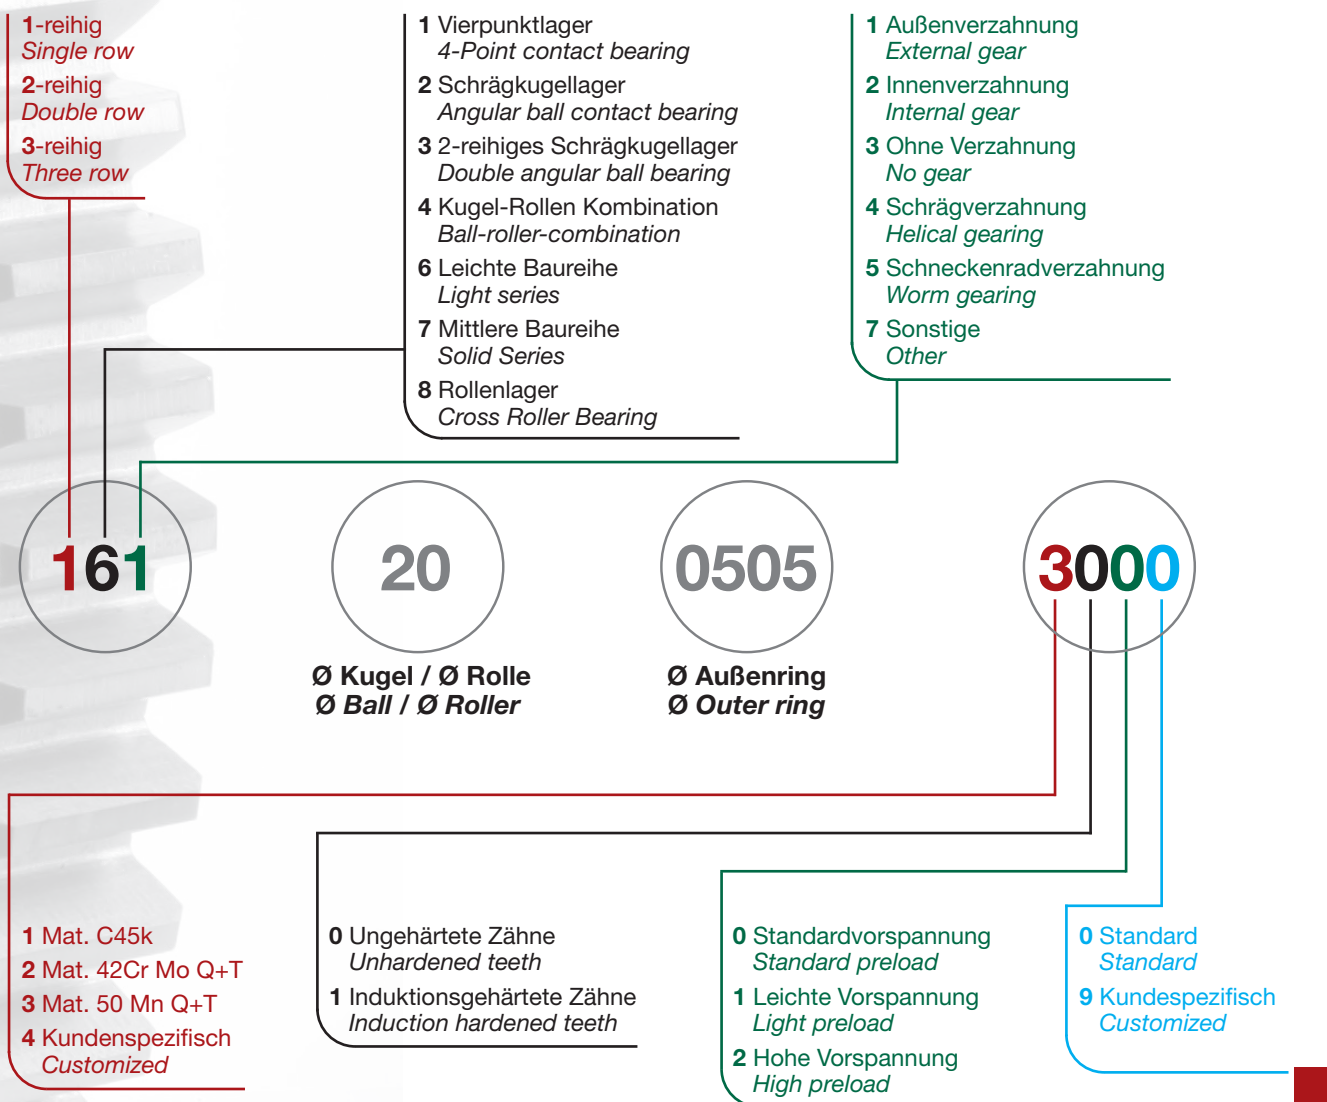 1-reihig
Single row
2-reihig
Double row
3-reihig
Three row
1 Vierpunktlager
4-Point contact bearing
2 Schrägkugellager
Angular ball contact bearing
3 2-reihiges Schrägkugellager
Double angular ball bearing
4 Kugel-Rollen Kombination
Ball-roller-combination
6 Leichte Baureihe
Light series
7 Mittlere Baureihe
Solid Series
8 Rollenlager
Cross Roller Bearing
1 Außenverzahnung
External gear
2 Innenverzahnung
Internal gear
3 Ohne Verzahnung
No gear
4 Schrägverzahnung
Helical gearing
5 Schneckenradverzahnung
Worm gearing
7 Sonstige
Other
161
20
0505
3000
Ø Kugel / Ø Rolle
Ø Ball / Ø Roller
Ø Außenring
Ø Outer ring
1 Mat. C45k
2 Mat. 42Cr Mo Q+T
3 Mat. 50 Mn Q+T
4 Kundenspezifisch
Customized
0 Ungehärtete Zähne
Unhardened teeth
1 Induktionsgehärtete Zähne
Induction hardened teeth
0 Standardvorspannung
Standard preload
1 Leichte Vorspannung
Light preload
2 Hohe Vorspannung
High preload
0 Standard
Standard
9 Kundespezifisch
Customized